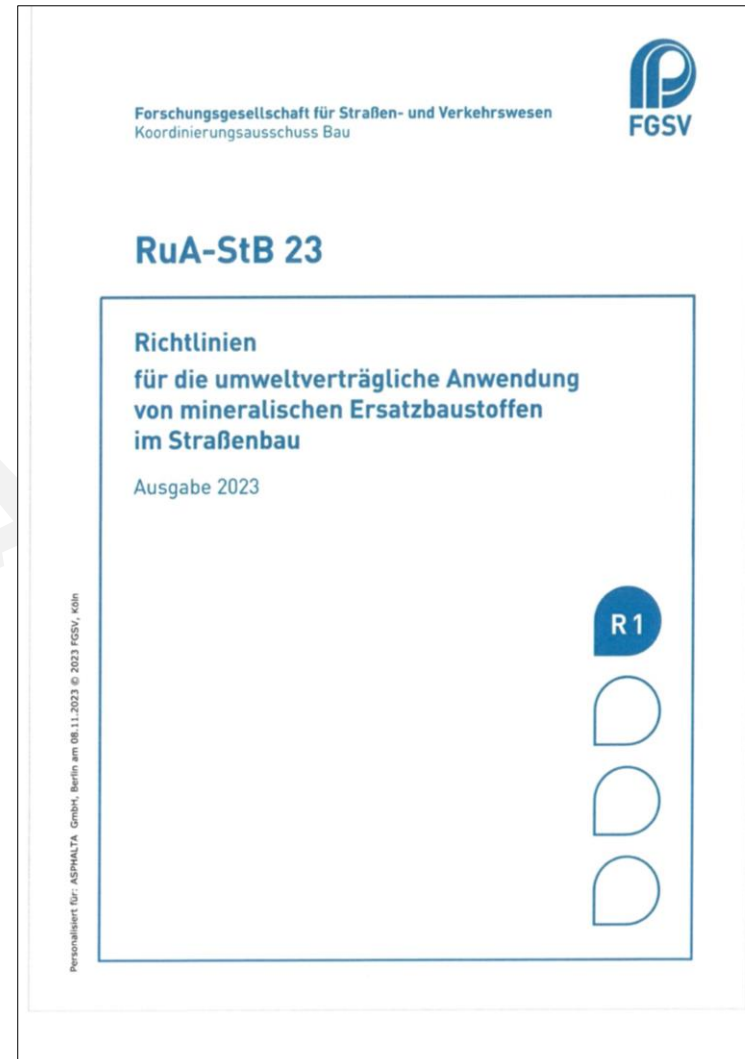 Forschungsgesellschaft für Straßen- und Verkehrswesen
Koordinierungsausschuss Bau
FGSV
RuA-StB 23
Richtlinien
für die umweltverträgliche Anwendung
von mineralischen Ersatzbaustoffen
im Straßenbau
Ausgabe 2023
R 1
Personalisiert für: ASPHALTA GmbH, Berlin am 08.11.2023 © 2023 FGSV, Köln